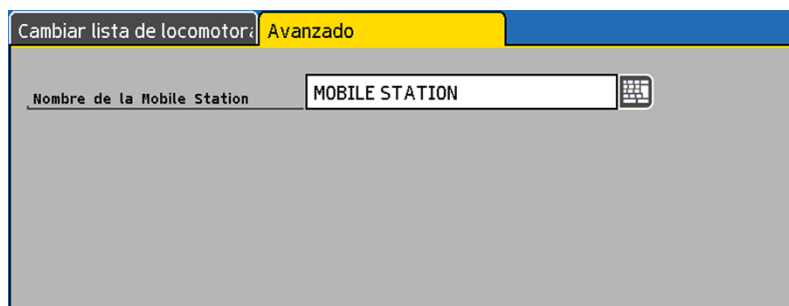 Cambiar lista de locomotora
Avanzado
Nombre de la Mobile Station
MOBILE STATION